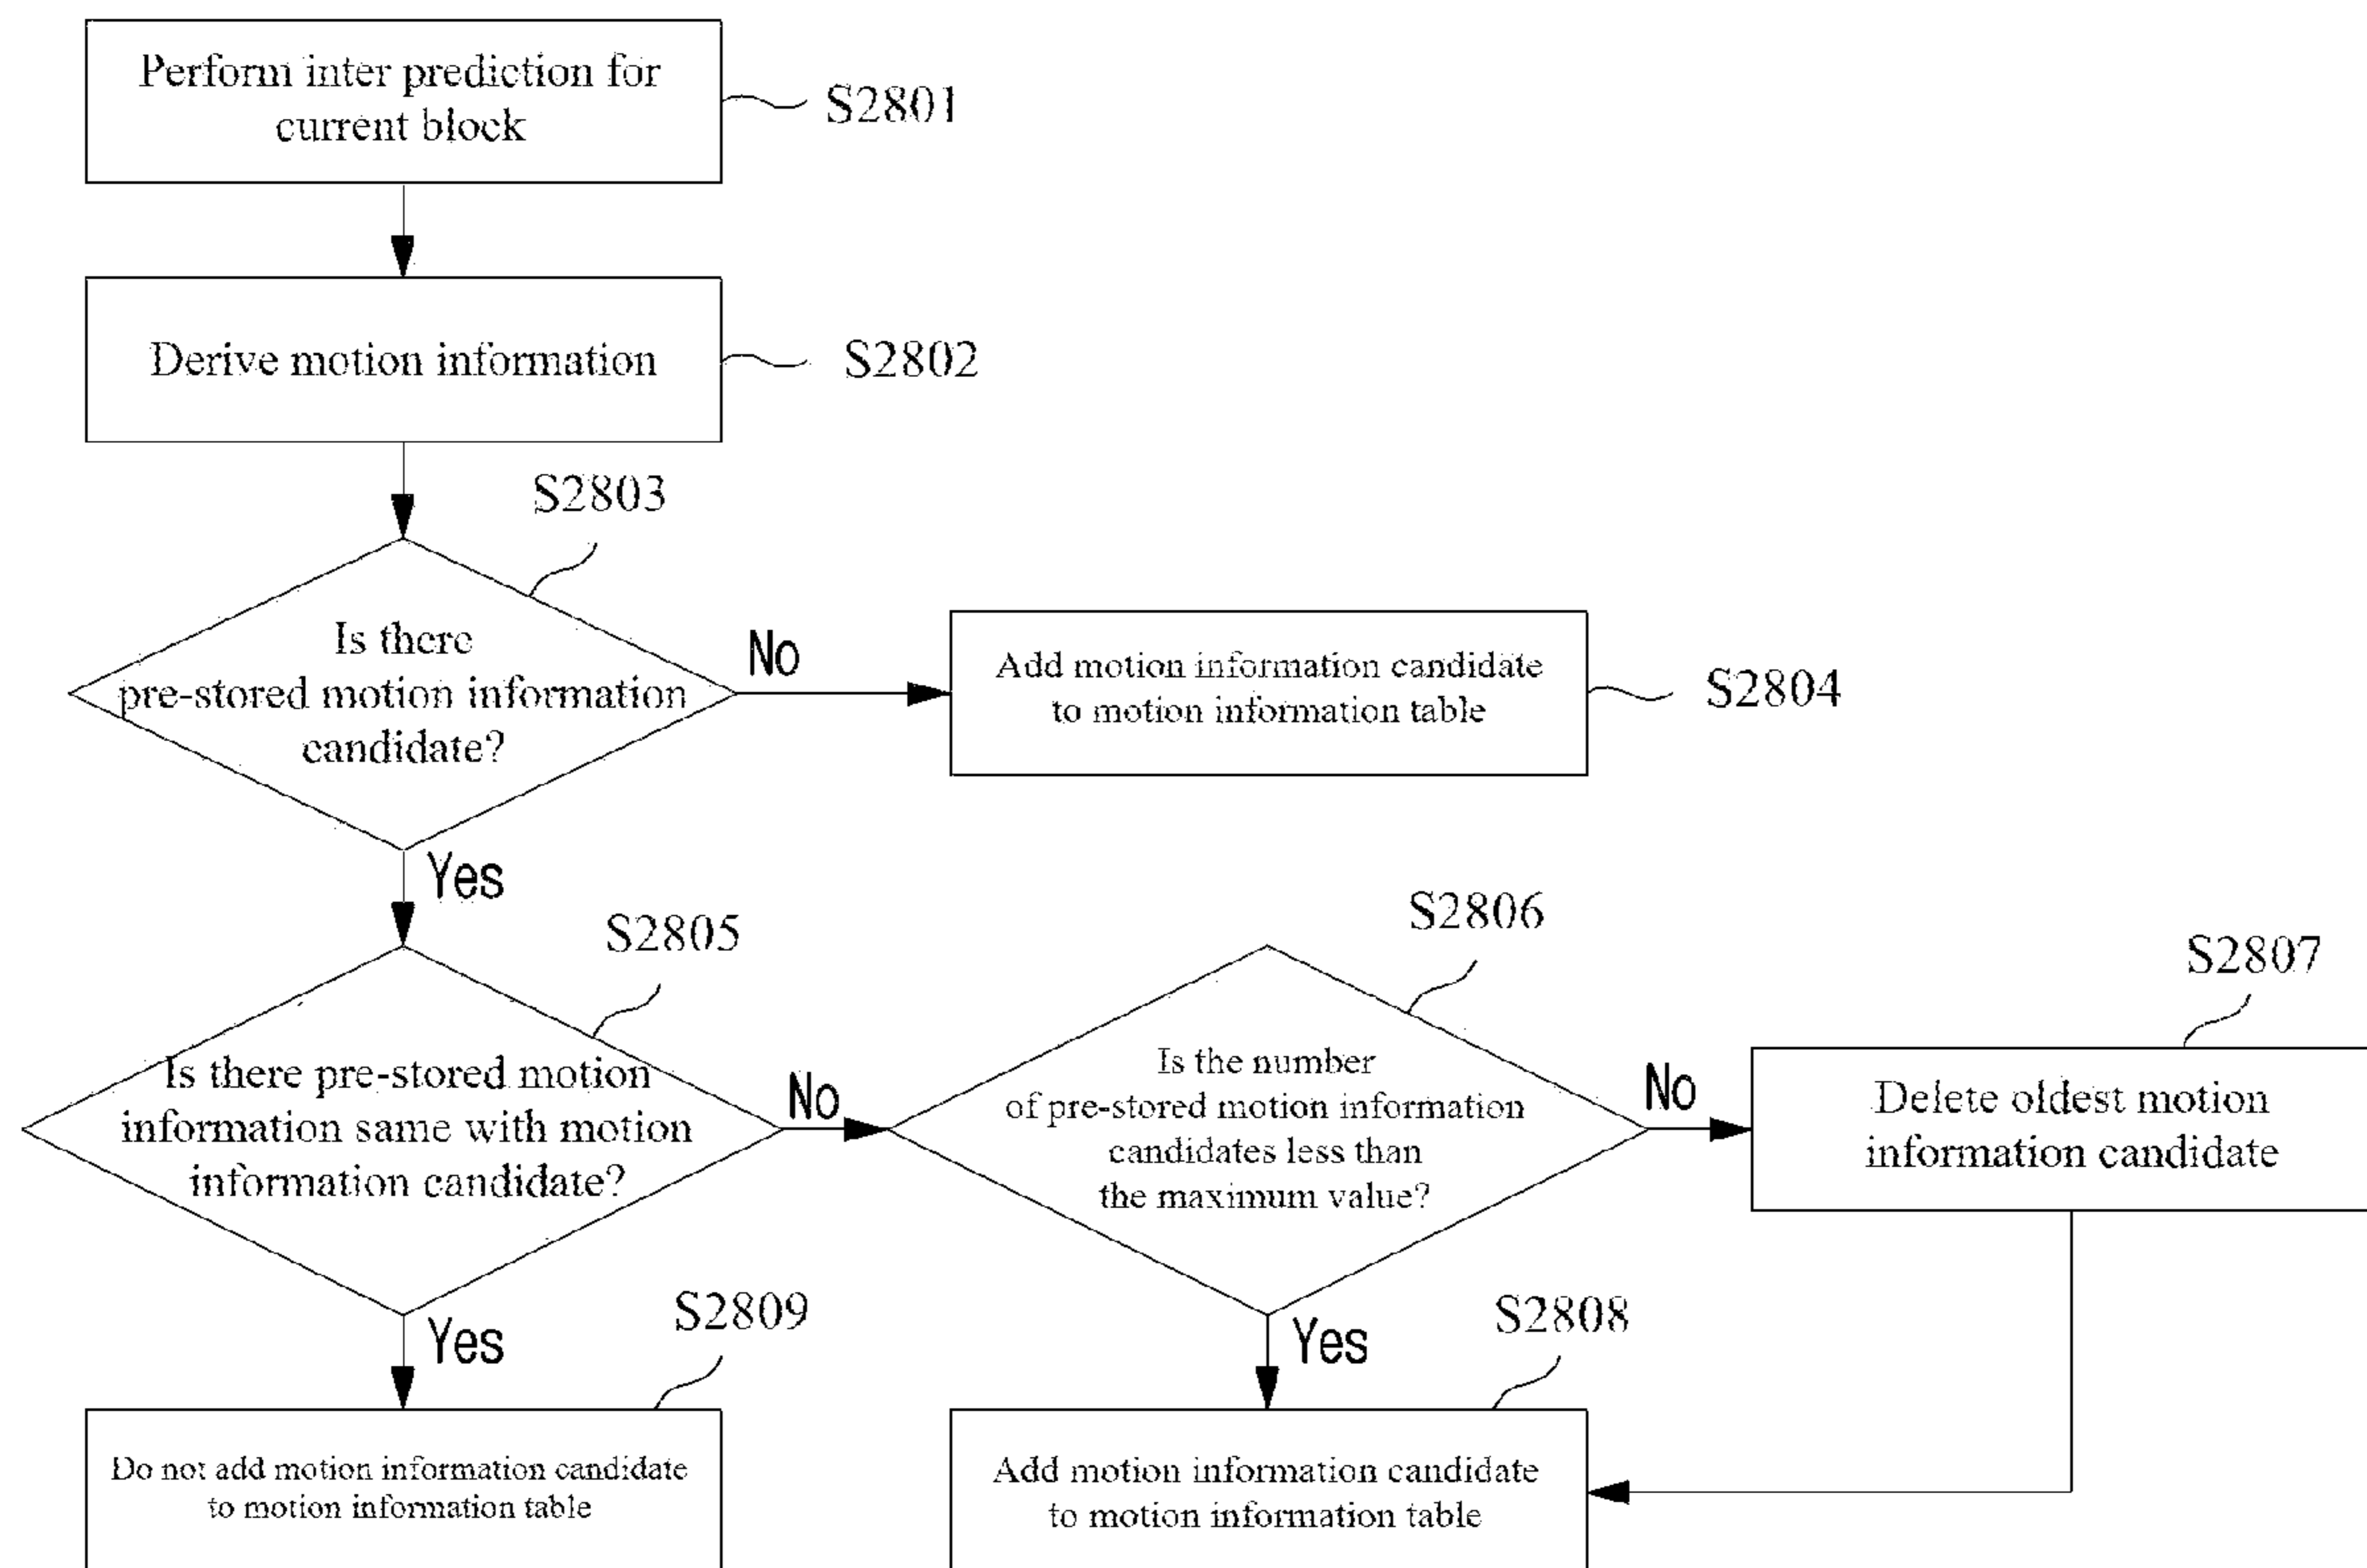 Perform inter prediction for
current block
S2801
Derive motion information
S2802
S2803
Is there
pre-stored motion information
candidate?
No
Add motion information candidate
to motion information table
S2804
Yes
S2805
Is there pre-stored motion
information same with motion
information candidate?
No
S2806
Is the number
of pre-stored motion information
candidates less than
the maximum value?
No
S2807
Delete oldest motion
information candidate
Yes
S2809
Do not add motion information candidate
to motion information table
Yes
S2808
Add motion information candidate
to motion information table